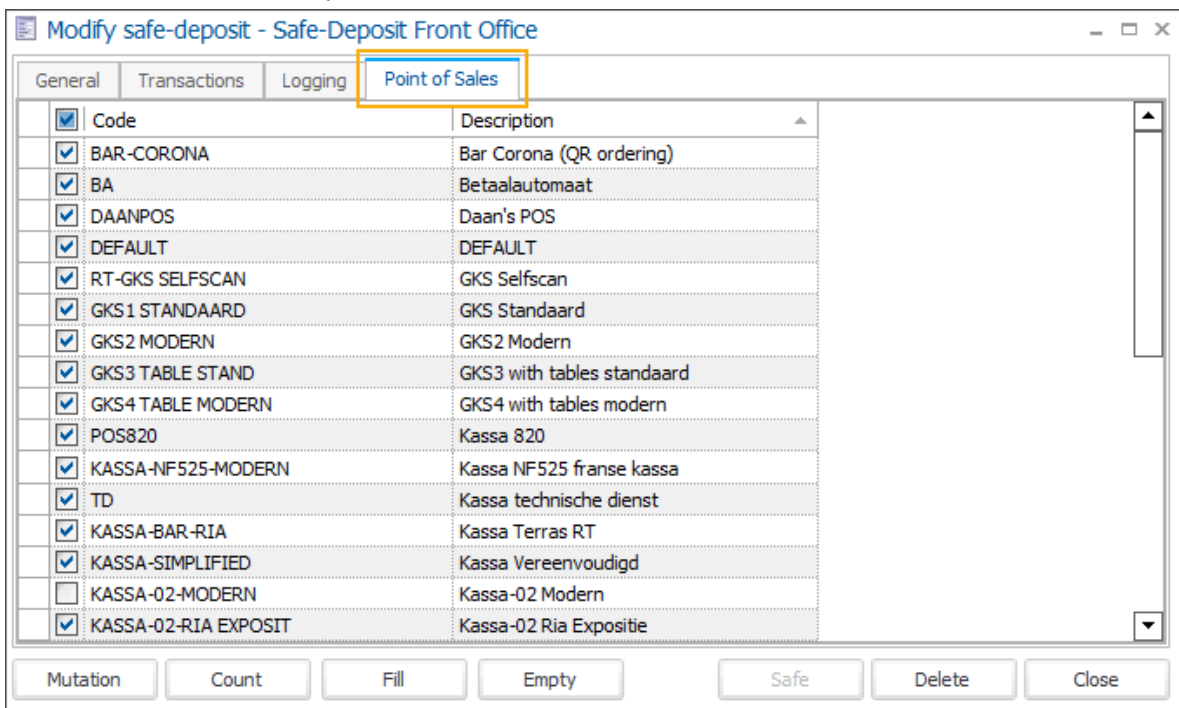 Modify safe-deposit - Safe-Deposit Front Office
General Transactions Logging Point of Sales
Code Description
BAR-CORONA Bar Corona (QR ordering)
BA Betaalautomaat
DAANPOS Daan's POS
DEFAULT DEFAULT
RT-GKS SELFSCAN GKS Selfscan
GKS1 STANDAARD GKS Standaard
GKS2 MODERN GKS2 Modern
GKS3 TABLE STAND GKS3 with tables standaard
GKS4 TABLE MODERN GKS4 with tables modern
POS820 Kassa 820
KASSA-NF525-MODERN Kassa NF525 franse kassa
TD Kassa technische dienst
KASSA-BAR-RIA Kassa Terras RT
KASSA-SIMPLIFIED Kassa Vereenvoudigd
KASSA-02-MODERN Kassa-02 Modern
KASSA-02-RIA EXPOSIT Kassa-02 Ria Expositie
Mutation Count Fill Empty Safe Delete Close